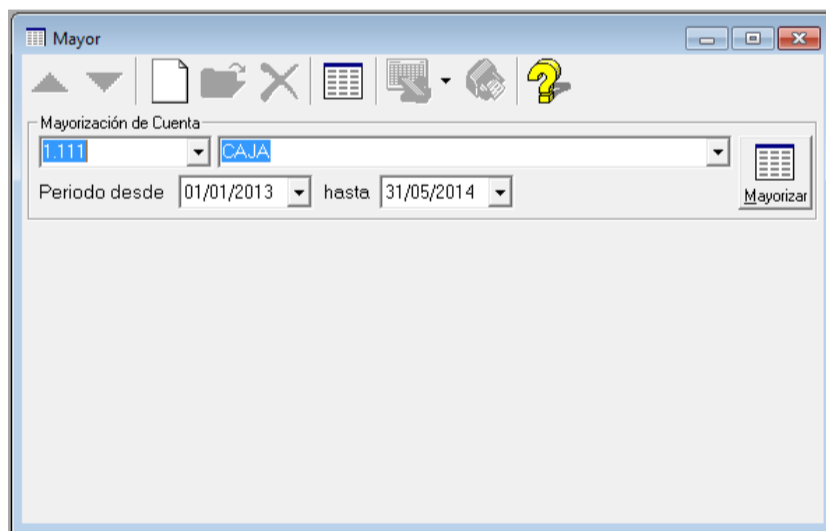 Mayor
Mayorización de Cuenta
1.111 CAJA
Periodo desde 01/01/2013 hasta 31/05/2014
Mayorizar